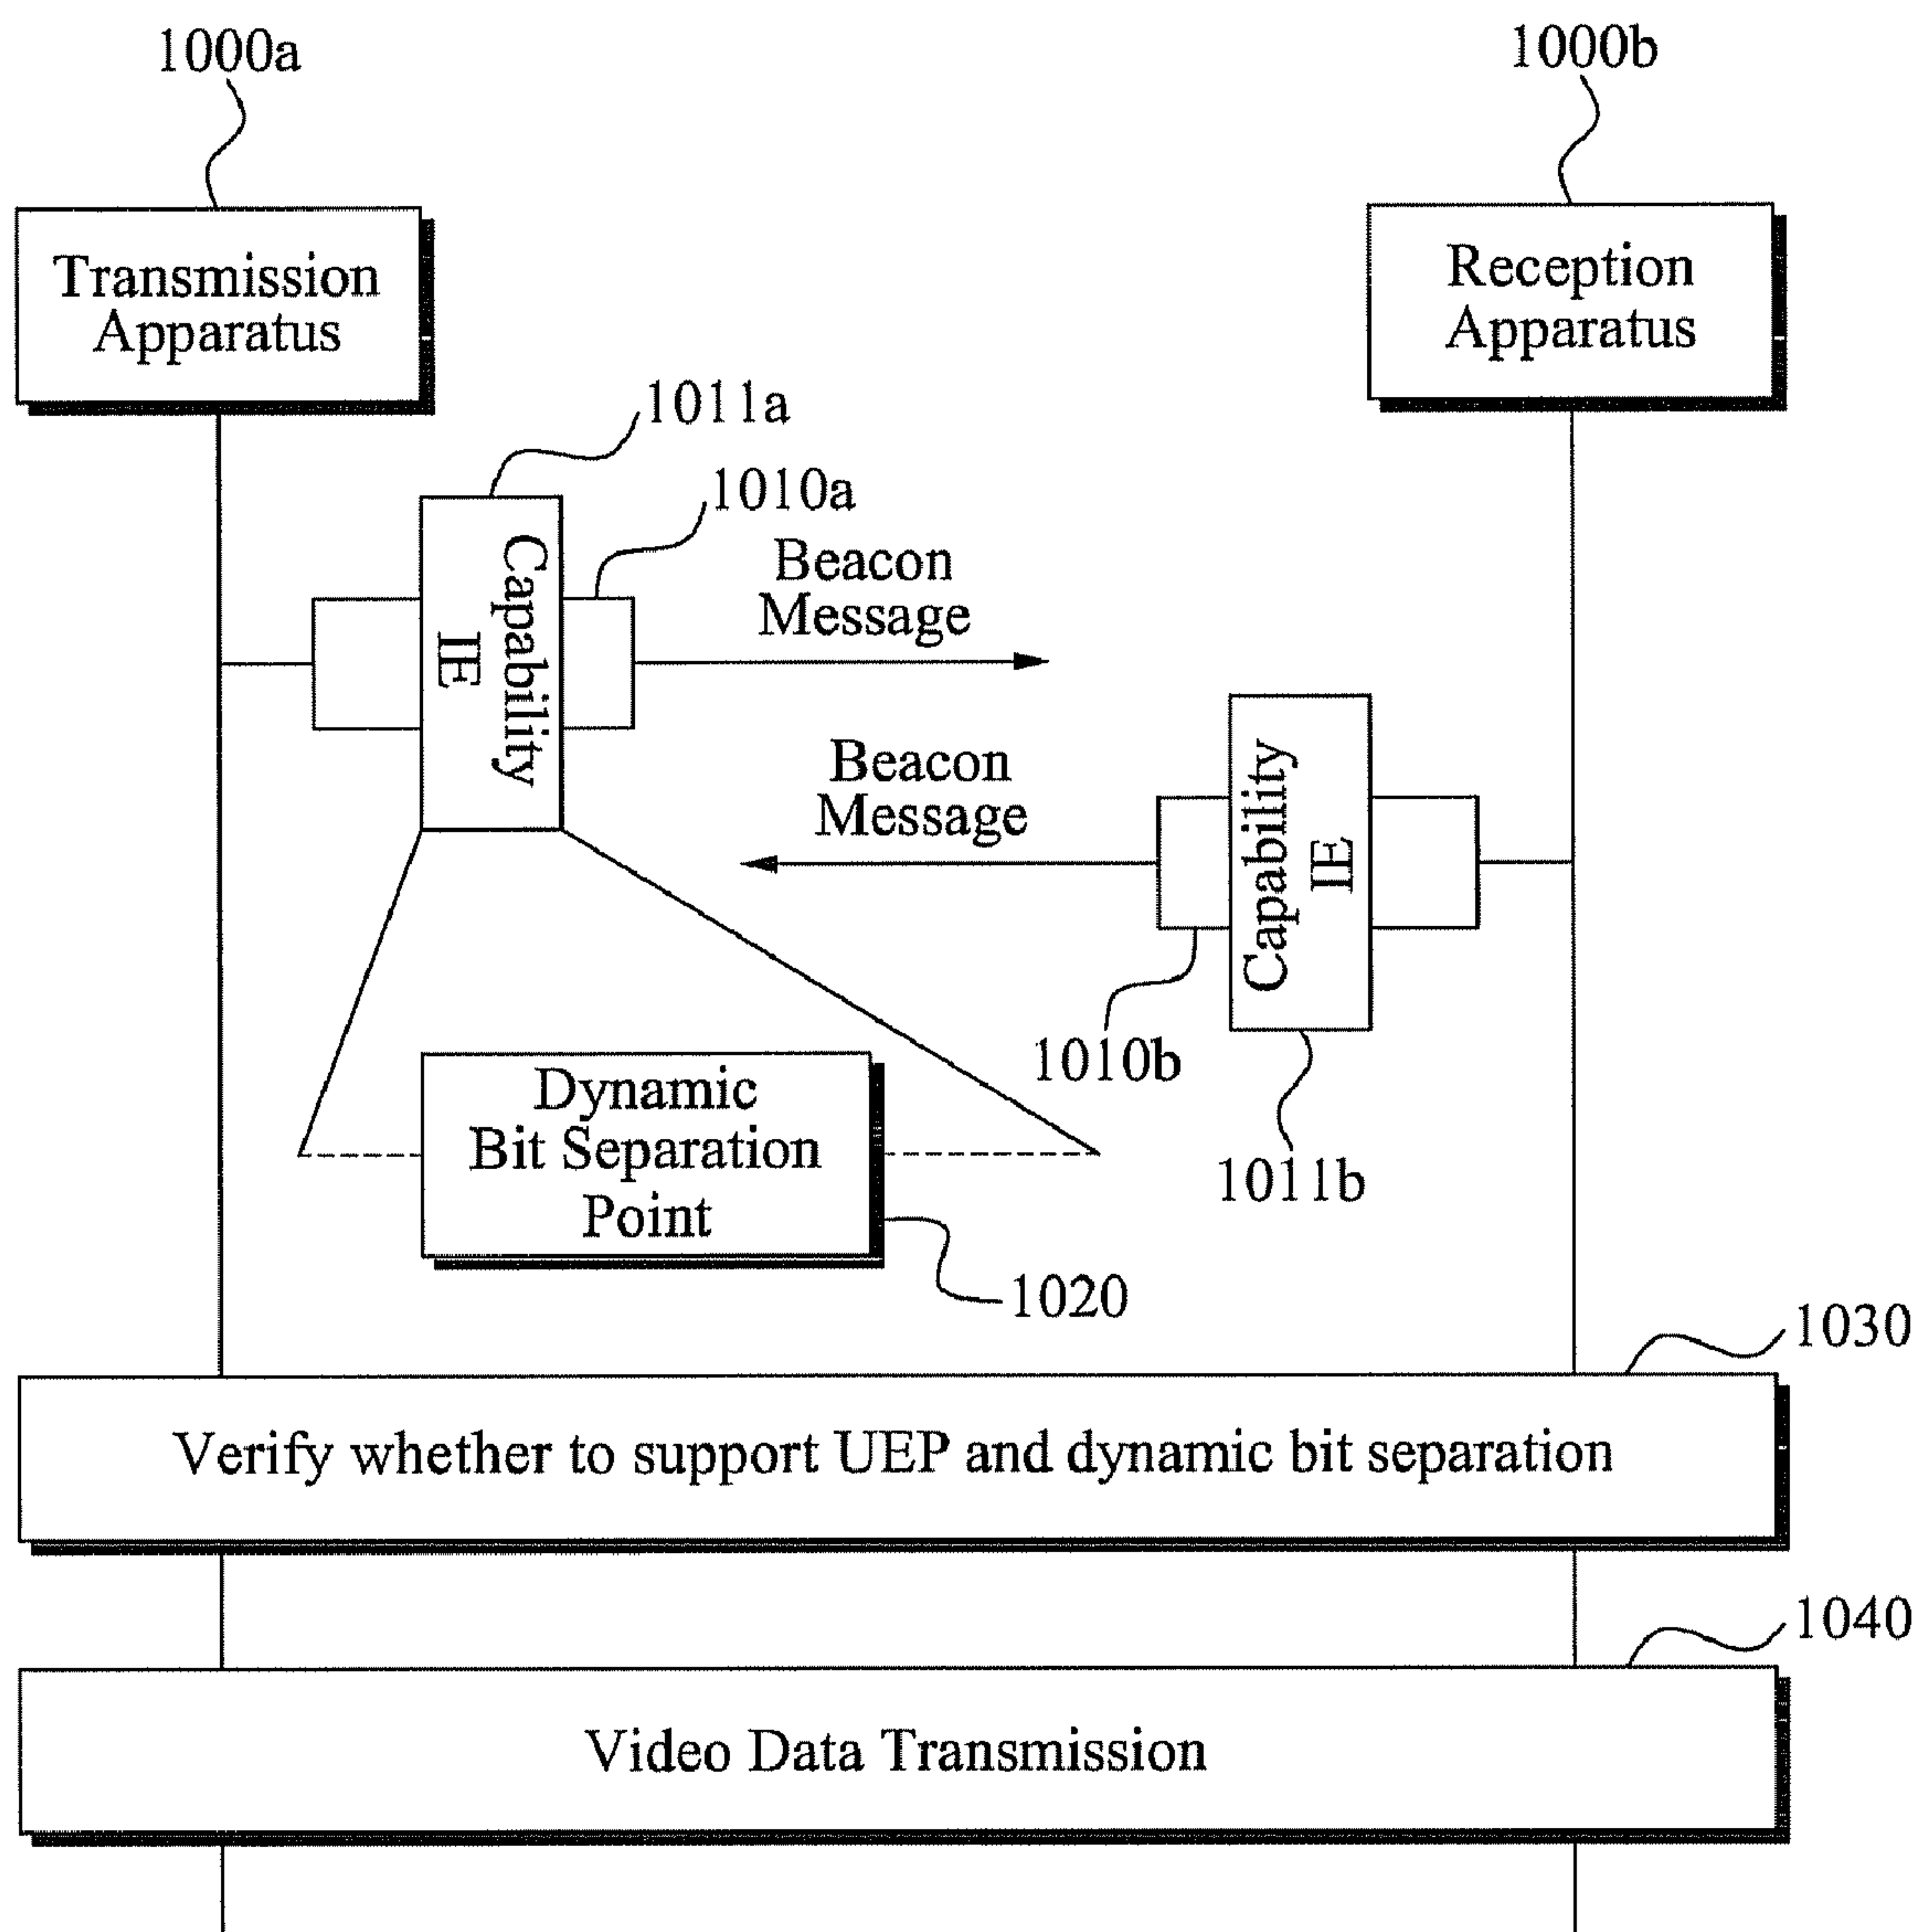 1000a
1000b
Transmission
Apparatus
Reception
Apparatus
1011a
1010a
Capability
IE
Beacon
Message
Beacon
Message
Capability
IE
1010b
1011b
Dynamic
Bit Separation
Point
1020
1030
Verify whether to support UEP and dynamic bit separation
1040
Video Data Transmission